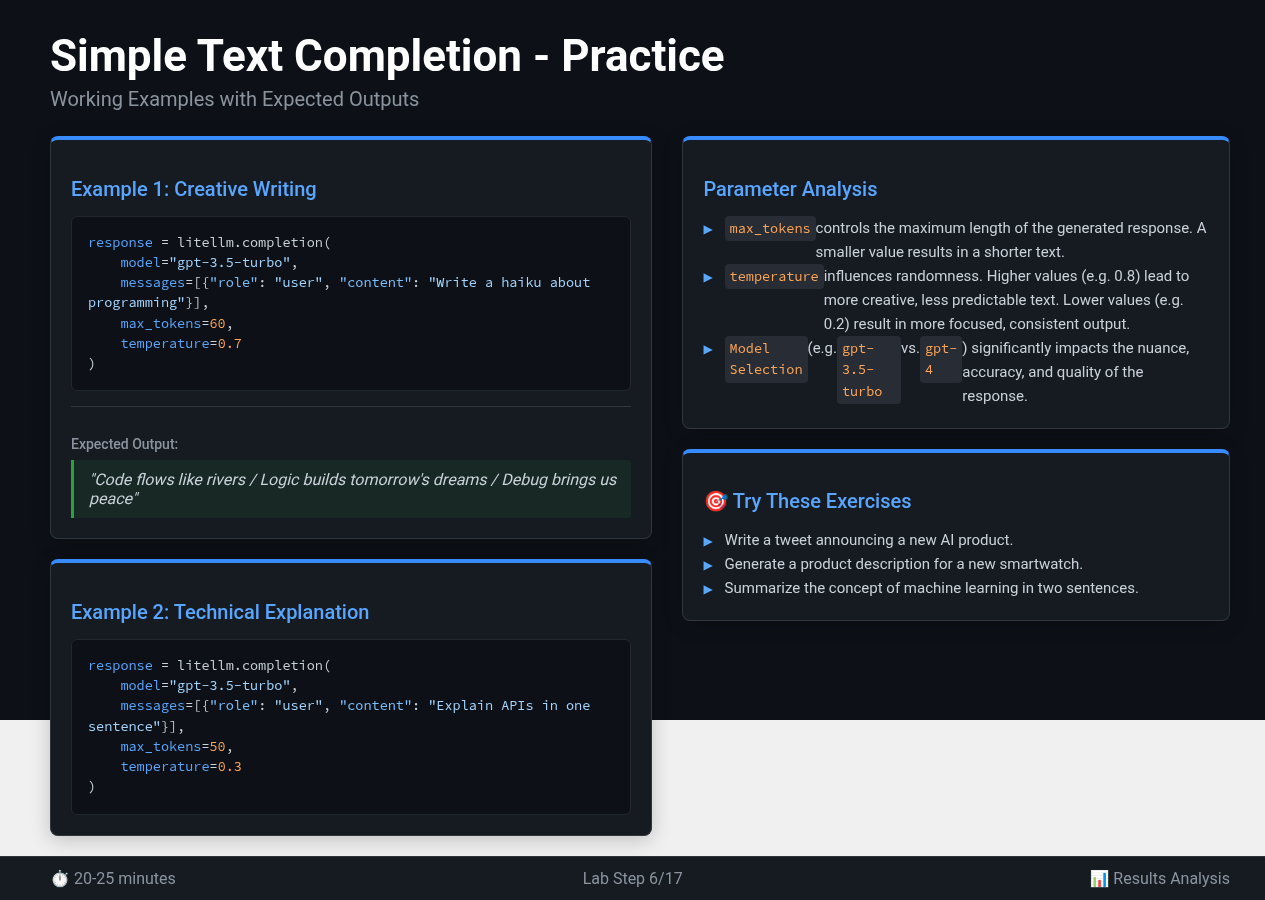 Simple Text Completion - Practice
Working Examples with Expected Outputs
Example 1: Creative Writing
response = litellm.completion(
    model="gpt-3.5-turbo",
    messages=[{"role": "user", "content": "Write a haiku about
programming"}],
    max_tokens=60,
    temperature=0.7
)
Expected Output:
"Code flows like rivers / Logic builds tomorrow's dreams / Debug brings us
peace"
Example 2: Technical Explanation
response = litellm.completion(
    model="gpt-3.5-turbo",
    messages=[{"role": "user", "content": "Explain APIs in one
sentence"}],
    max_tokens=50,
    temperature=0.3
)
Parameter Analysis
▶ max_tokens controls the maximum length of the generated response. A
smaller value results in a shorter text.
▶ temperature influences randomness. Higher values (e.g. 0.8) lead to
more creative, less predictable text. Lower values (e.g.
0.2) result in more focused, consistent output.
▶ Model Selection (e.g. gpt-3.5-turbo vs. gpt-4 ) significantly impacts the nuance,
accuracy, and quality of the
response.
🎯 Try These Exercises
▶ Write a tweet announcing a new AI product.
▶ Generate a product description for a new smartwatch.
▶ Summarize the concept of machine learning in two sentences.
⏱️ 20-25 minutes
Lab Step 6/17
📊 Results Analysis